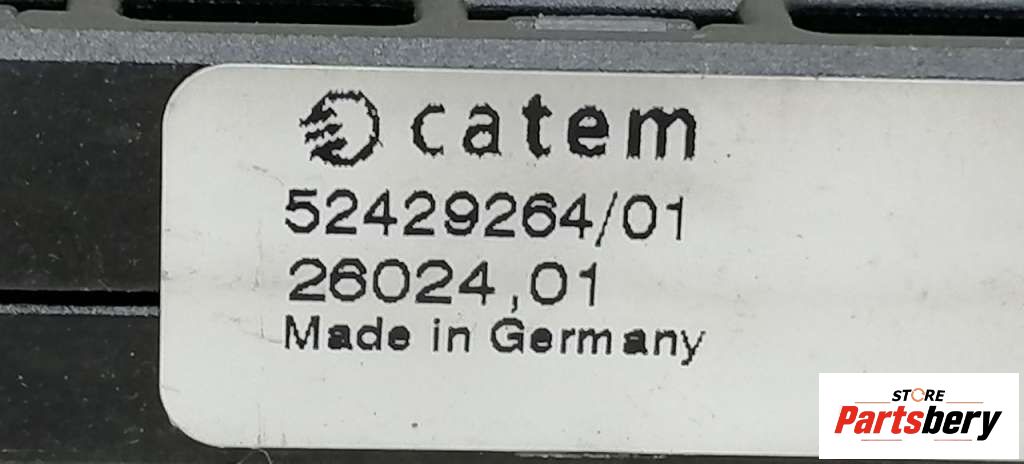 catem
52429264/01
26024,01
Made in Germany
STORE
Partsbery